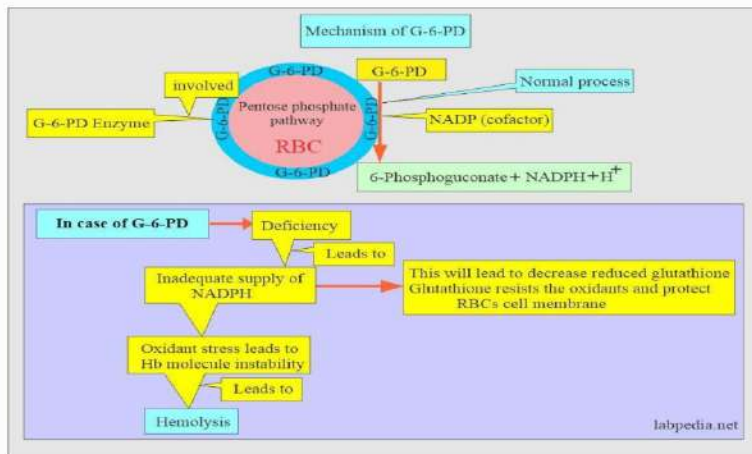 Mechanism of G-6-PD
G-6-PD
G-6-PD
involved
Normal process
G-6-PD
Pentose phosphate
pathway
G-6-PD
G-6-PD Enzyme
NADP (cofactor)
RBC
G-6-PD
6-Phosphoguconate + NADPH + H+
In case of G-6-PD
Deficiency
Leads to
Inadequate supply of
NADPH
This will lead to decrease reduced glutathione
Glutathione resists the oxidants and protect
RBCs cell membrane
Oxidant stress leads to
Hb molecule instability
Leads to
Hemolysis
labpedia.net